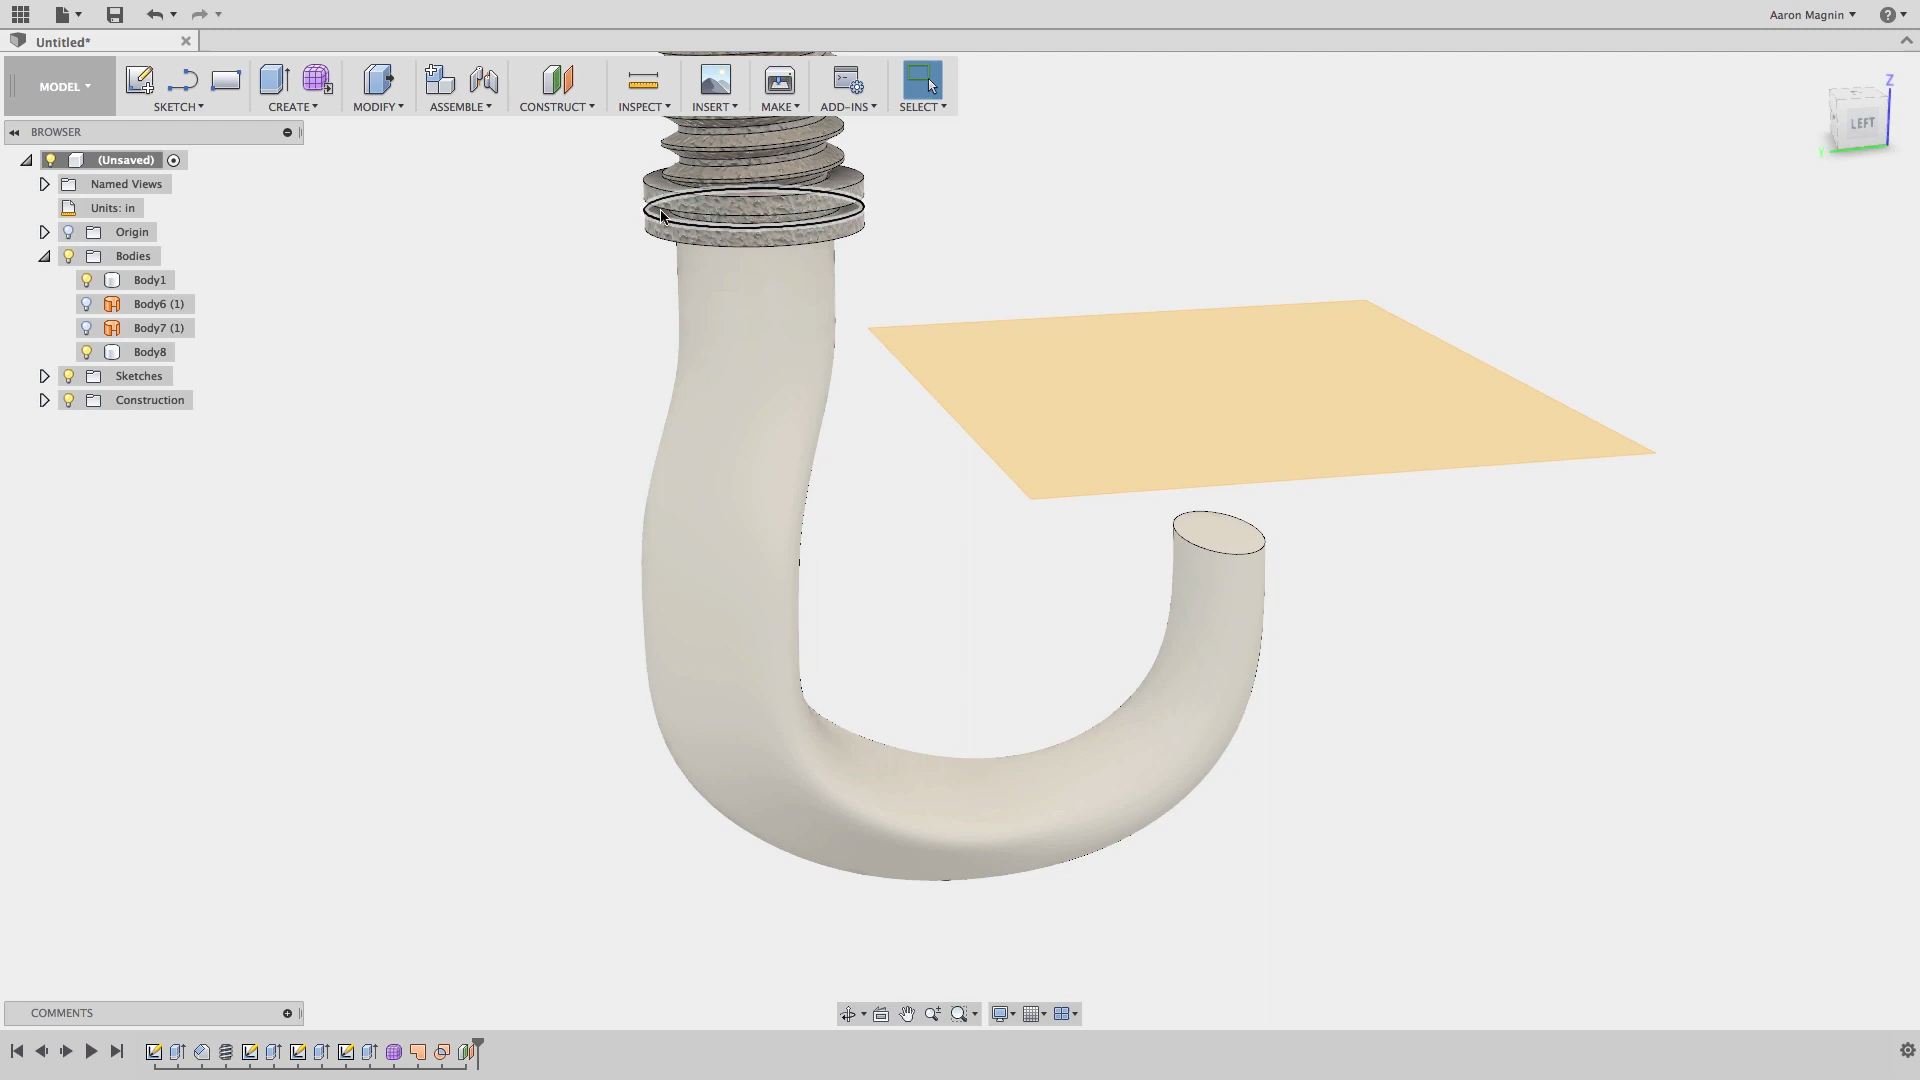 Aaron Magnin
Untitled*
MODEL
SKETCH
CREATE
MODIFY
ASSEMBLE
CONSTRUCT
INSPECT
INSERT
MAKE
ADD-INS
SELECT
Z
LEFT
Y
BROWSER
(Unsaved)
Named Views
Units: in
Origin
Bodies
Body1
Body6 (1)
Body7 (1)
Body8
Sketches
Construction
COMMENTS